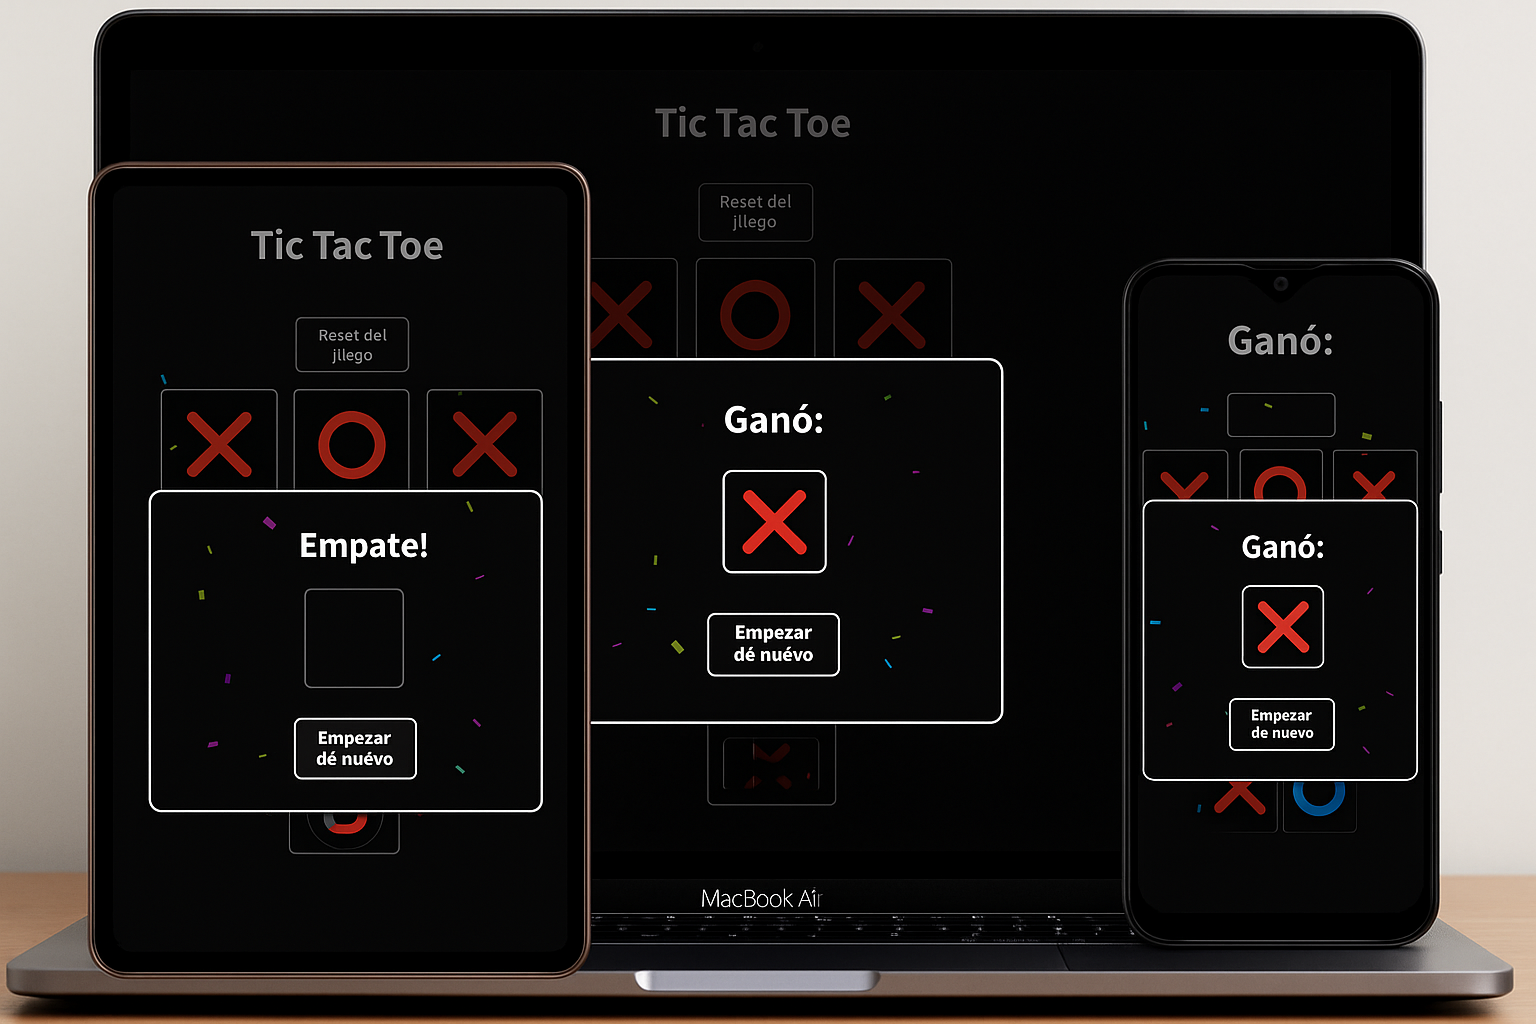 Tic Tac Toe
Reset del
jllego
Ganó:
Empezar
dé nuévo
MacBook Air
Tic Tac Toe
Reset del
jllego
Empate!
Empezar
dé nuévo
Ganó:
Ganó:
Empezar
de nuevo